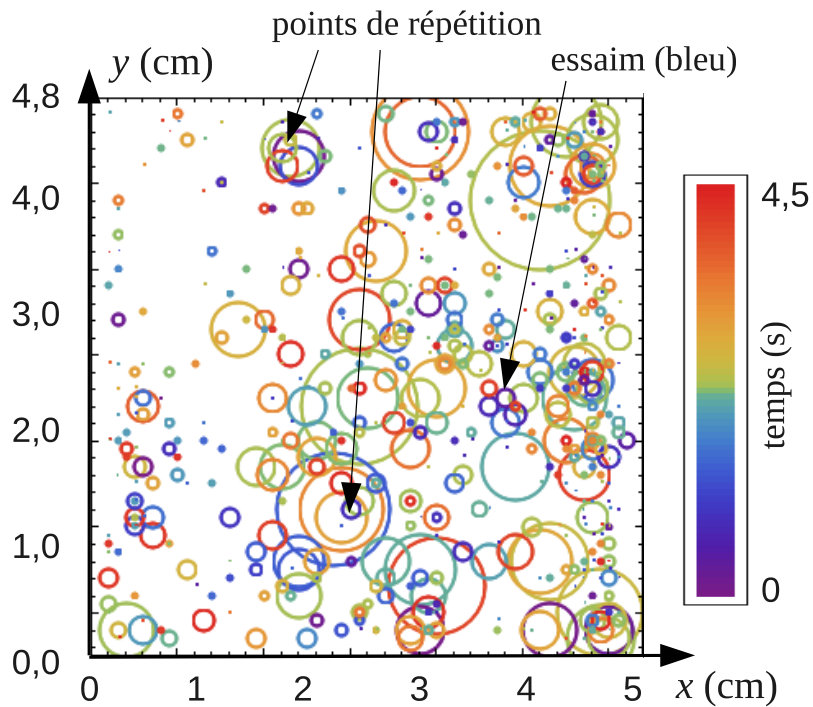 points de répétition
y (cm)
essaim (bleu)
4,8
4,0
3,0
2,0
1,0
0,0
0 1 2 3 4 5
x (cm)
4,5
temps (s)
0